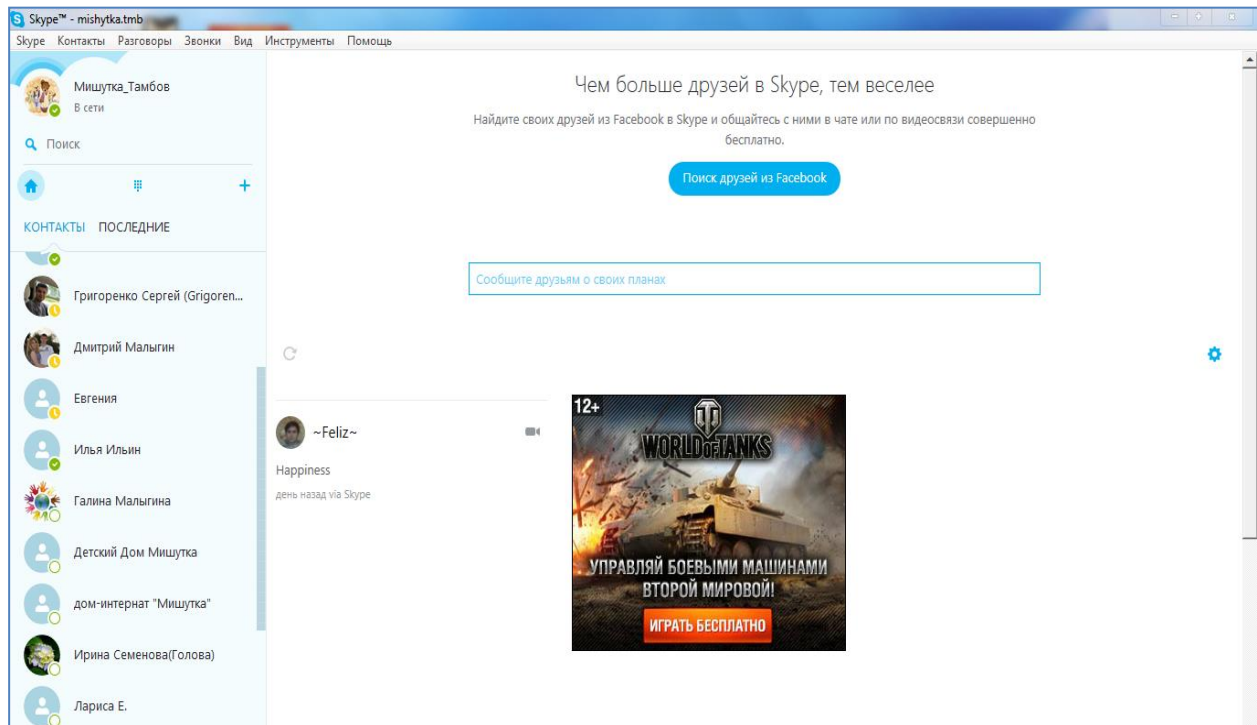 Skype™ - mishytka.tmb
Skype Контакты Разговоры Звонки Вид Инструменты Помощь
Мишутка_Тамбов
В сети
Поиск
КОНТАКТЫ ПОСЛЕДНИЕ
Григоренко Сергей (Grigoren...
Дмитрий Малыгин
Евгения
Илья Ильин
Галина Малыгина
Детский Дом Мишутка
дом-интернат "Мишутка"
Ирина Семенова(Голова)
Лариса Е.
Чем больше друзей в Skype, тем веселее
Найдите своих друзей из Facebook в Skype и общайтесь с ними в чате или по видеосвязи совершенно
бесплатно.
Поиск друзей из Facebook
Сообщите друзьям о своих планах
~Feliz~
Happiness
день назад via Skype
12+
WORLD OF TANKS
УПРАВЛЯЙ БОЕВЫМИ МАШИНАМИ
ВТОРОЙ МИРОВОЙ!
ИГРАТЬ БЕСПЛАТНО